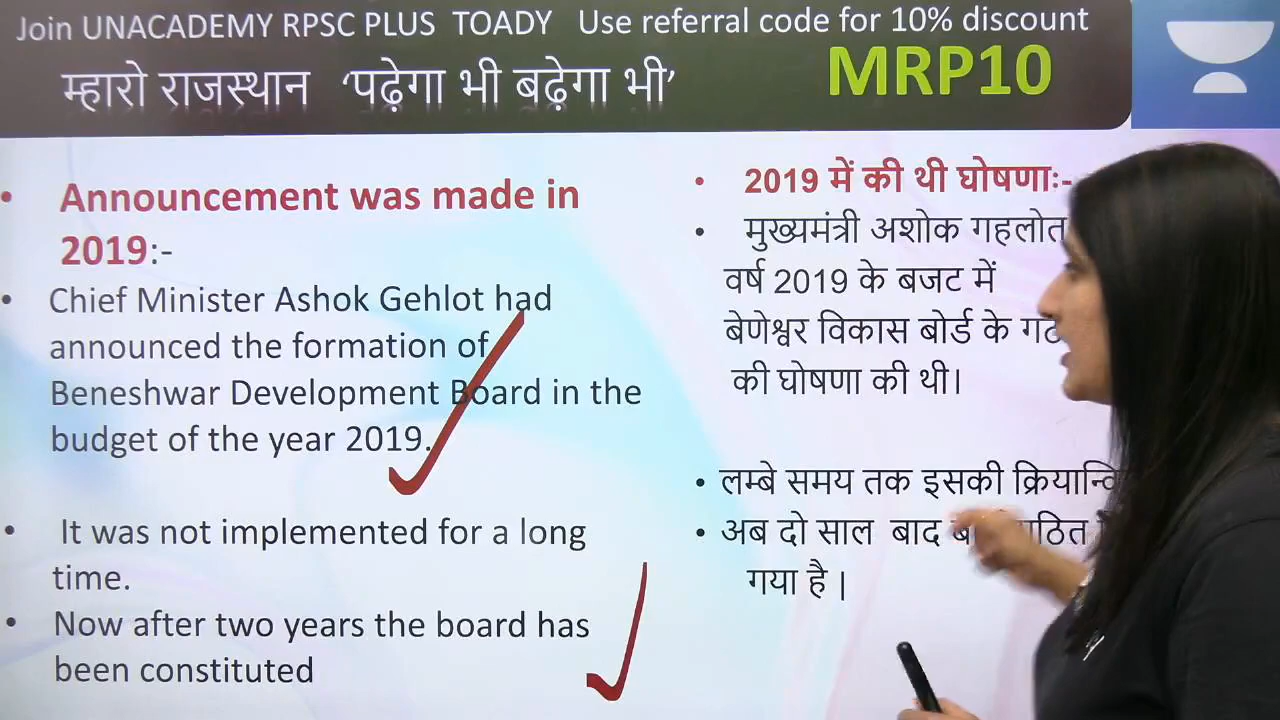 Join UNACADEMY RPSC PLUS TOADY Use referral code for 10% discount
म्हारो राजस्थान ‘पढ़ेगा भी बढ़ेगा भी’ MRP10
• Announcement was made in
2019:-
• Chief Minister Ashok Gehlot had
announced the formation of
Beneshwar Development Board in the
budget of the year 2019.
• It was not implemented for a long
time.
• Now after two years the board has
been constituted
• 2019 में की थी घोषणाः-
• मुख्यमंत्री अशोक गहलोत
वर्ष 2019 के बजट में
बेणेश्वर विकास बोर्ड के
की घोषणा की थी।
• लम्बे समय तक इसकी
• अब दो साल बाद
गया है |